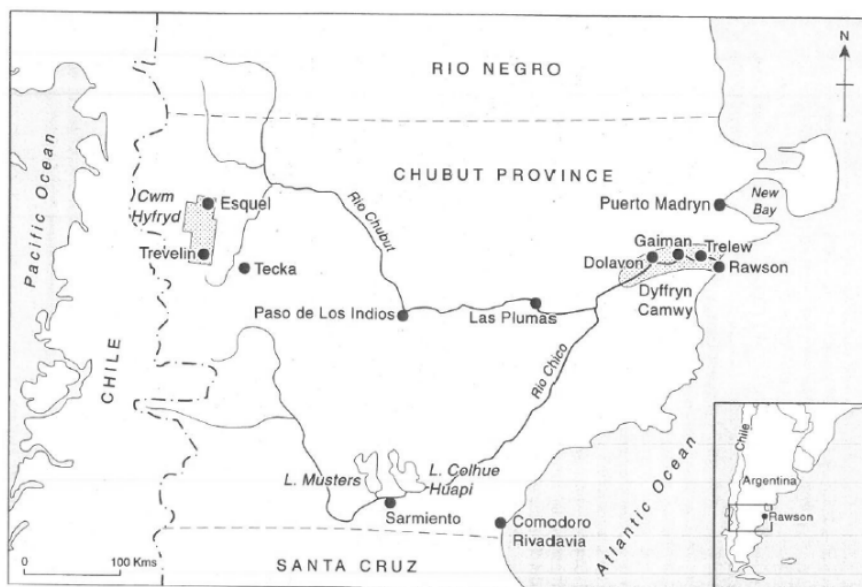 N
RIO NEGRO
Pacific Ocean
CHUBUT PROVINCE
Cwm
Hyfryd
Esquel
Rio Chubut
Puerto Madryn
New
Bay
Gaiman
Trelew
Trevelin
Dolavon
Rawson
Tecka
Dyffryn
Camwy
Paso de Los Indios
Las Plumas
CHILE
Rio Chico
Chile
L. Musters
L. Colhue
Huapi
Argentina
Atlantic Ocean
Rawson
Sarmiento
Comodoro
Rivadavia
0
100 Kms
SANTA CRUZ